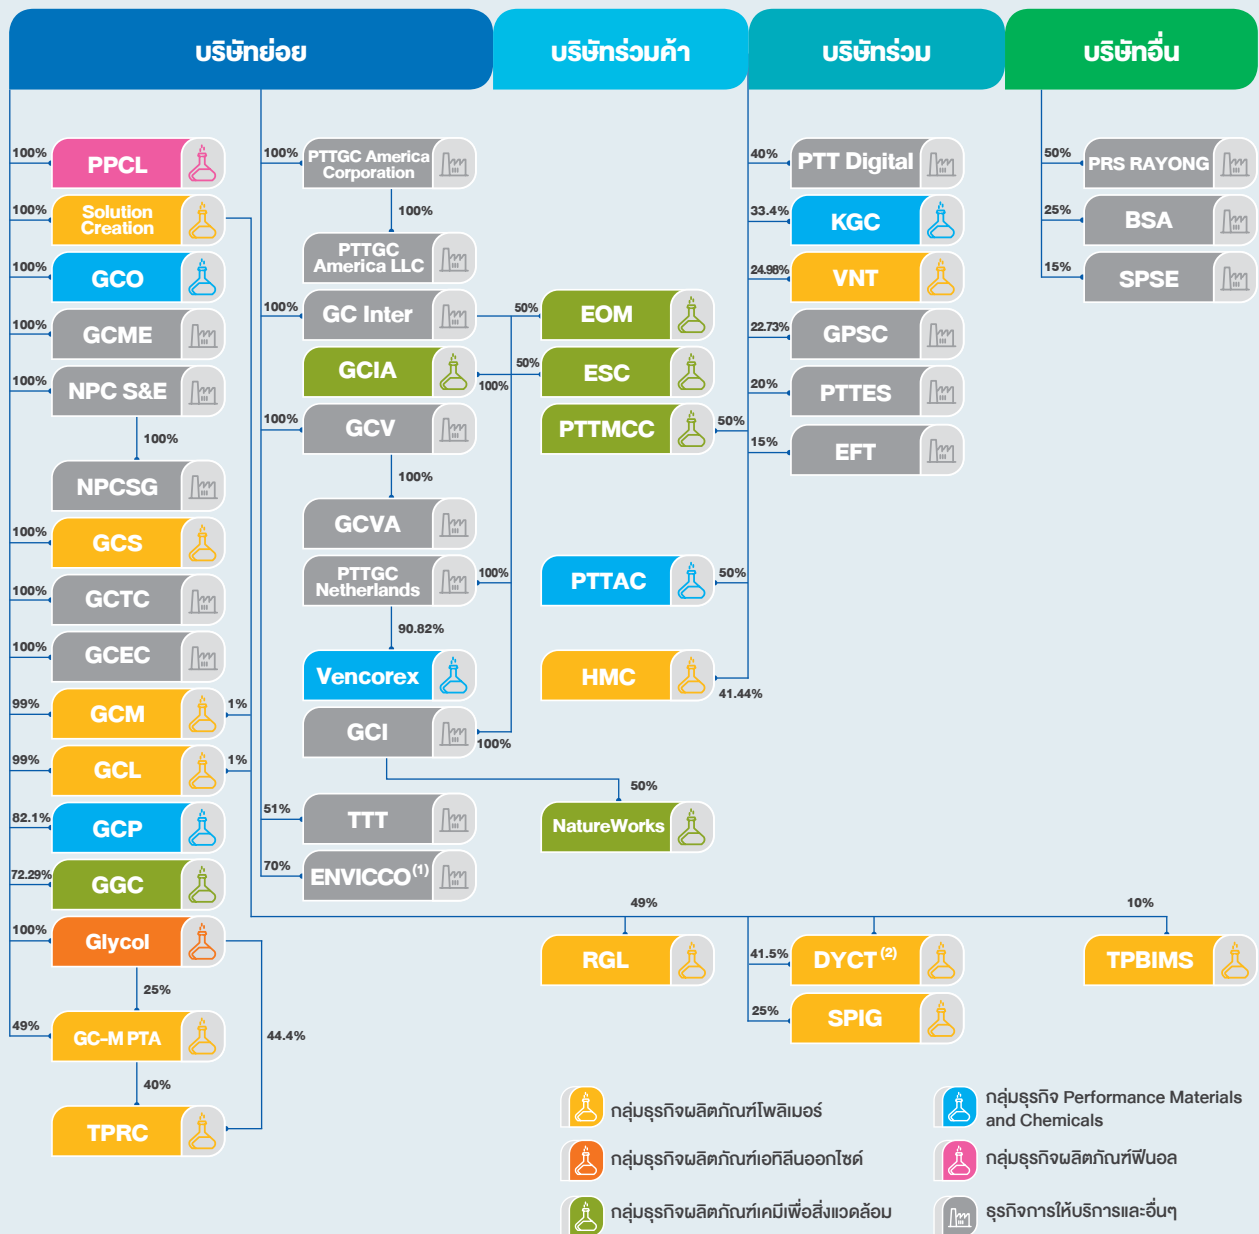 บริษัทย่อย
บริษัทร่วมค้า
บริษัทร่วม
บริษัทอื่น
100%
PPCL
100%
Solution
Creation
100%
GCO
100%
GCME
100%
NPC S&E
100%
NPCSG
100%
GCS
100%
GCTC
100%
GCEC
99%
GCM
1%
99%
GCL
1%
82.1%
GCP
72.29%
GGC
100%
Glycol
25%
49%
GC-M PTA
44.4%
40%
TPRC
100%
PTTGC America
Corporation
100%
PTTGC
America LLC
100%
GC Inter
GCIA
100%
100%
GCV
100%
GCVA
PTTGC
Netherlands
100%
90.82%
Vencorex
GCI
100%
51%
TTT
70%
ENVICCO(1)
50%
EOM
50%
ESC
PTTMCC
50%
PTTAC
50%
HMC
41.44%
50%
NatureWorks
40%
PTT Digital
33.4%
KGC
24.98%
VNT
22.73%
GPSC
20%
PTTES
15%
EFT
50%
PRS RAYONG
25%
BSA
15%
SPSE
49%
10%
RGL
41.5%
DYCT (2)
TPBIMS
25%
SPIG
กลุ่มธุรกิจผลิตภัณฑ์โพลิเมอร์
กลุ่มธุรกิจผลิตภัณฑ์เอทิลีนออกไซด์
กลุ่มธุรกิจผลิตภัณฑ์เคมีเพื่อสิ่งแวดล้อม
กลุ่มธุรกิจ Performance Materials
and Chemicals
กลุ่มธุรกิจผลิตภัณฑ์ฟีนอล
ธุรกิจการให้บริการและอื่นๆ